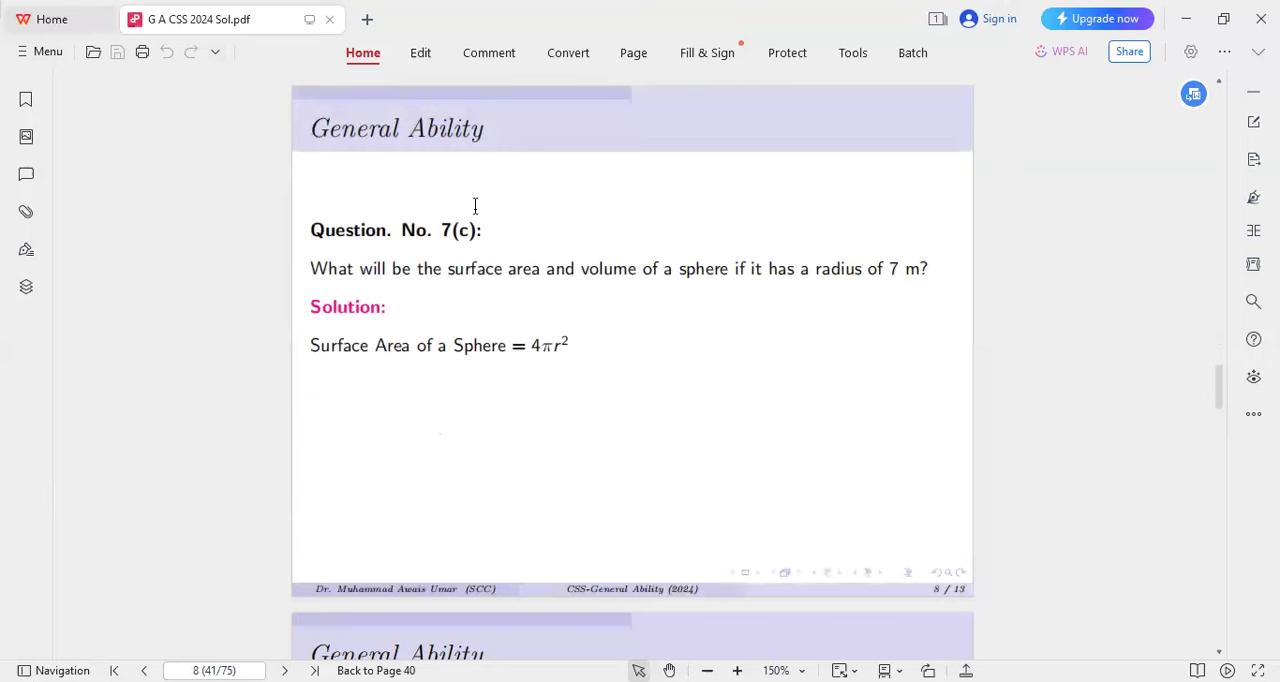 Home
G A CSS 2024 Sol.pdf
1
Sign in
Upgrade now
Menu
Home Edit Comment Convert Page Fill & Sign Protect Tools Batch
WPS AI
Share
General Ability
Question. No. 7(c):
What will be the surface area and volume of a sphere if it has a radius of 7 m?
Solution:
Surface Area of a Sphere = 4πr²
Dr. Muhammad Awais Umar (SCC) CSS-General Ability (2024) 8 / 13
General Ability
Navigation 8 (41/75) Back to Page 40 150%